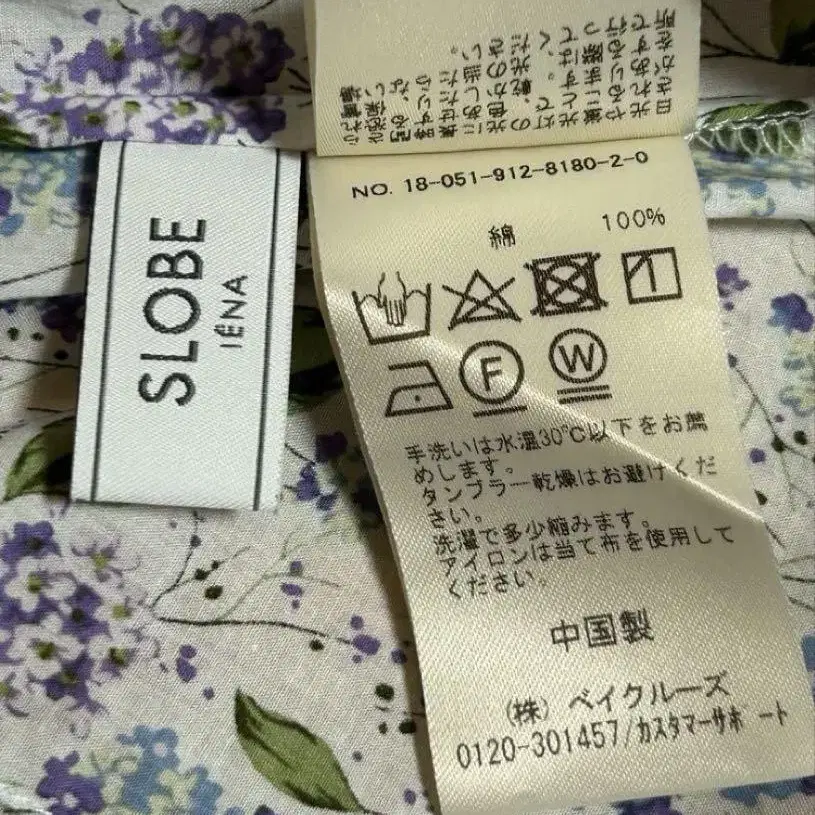 SLOBE
IÉNA
NO. 18-051-912-8180-2-0
綿 100%
F
W
手洗いは水温30℃以下をお薦
めします。
タンブラー乾燥はお避けくだ
さい。
洗濯で多少縮みます。
アイロンは当て布を使用して
ください。
中国製
(株) ベイクルーズ
0120-301457/カスタマーサポート